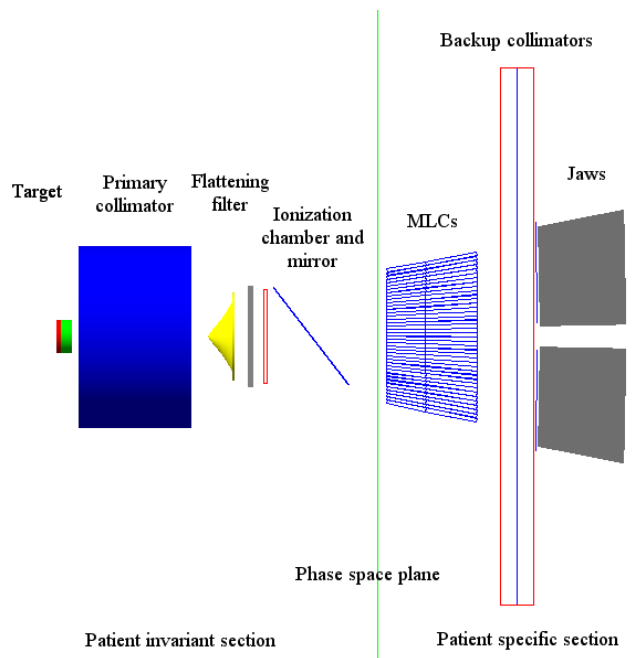 Backup collimators
Target
Primary
collimator
Flattening
filter
Ionization
chamber and
mirror
MLCs
Jaws
Phase space plane
Patient invariant section
Patient specific section